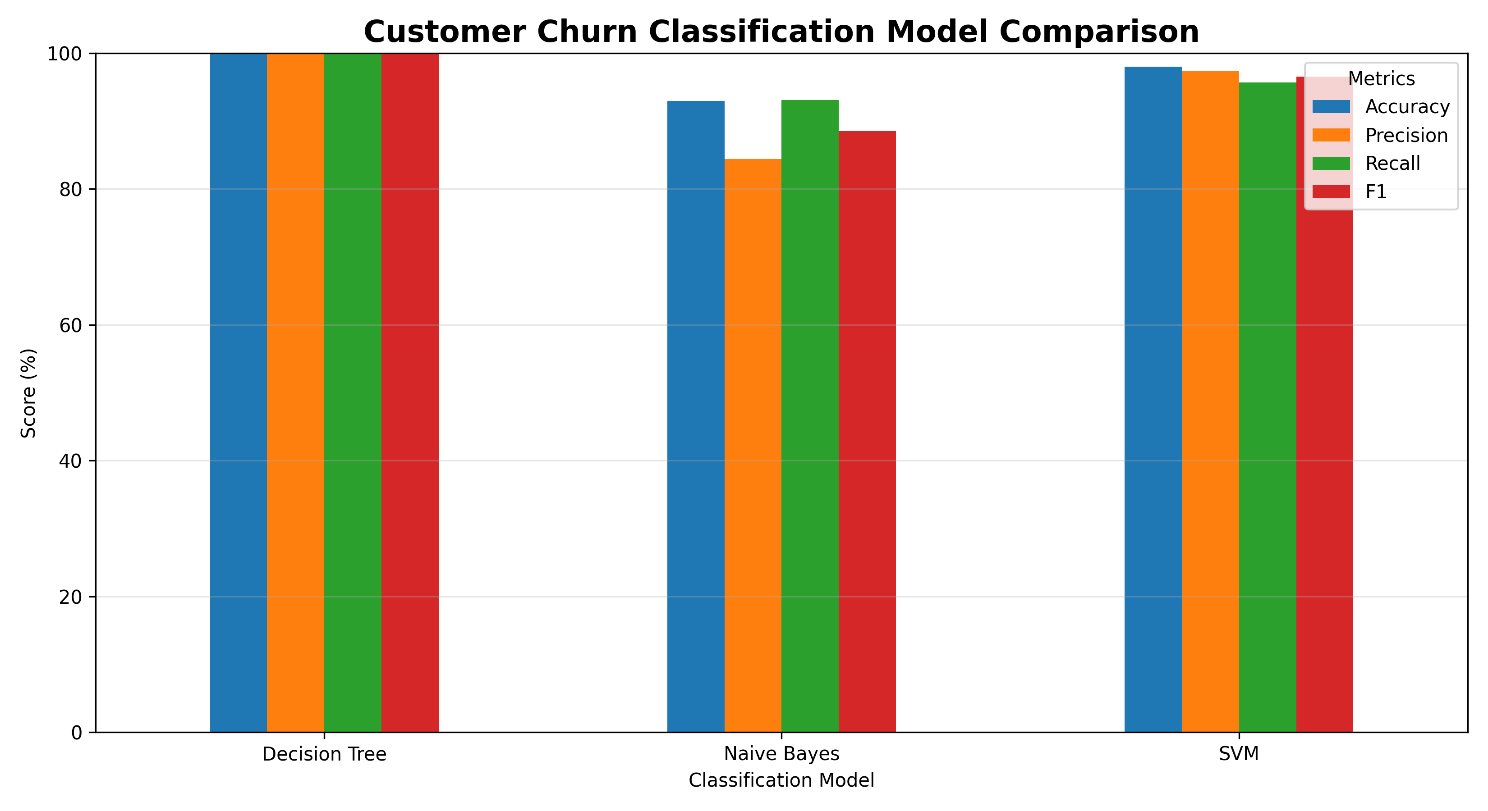 Customer Churn Classification Model Comparison
100
80
60
40
20
0
Score (%)
Metrics
Accuracy
Precision
Recall
F1
Decision Tree
Naive Bayes
SVM
Classification Model